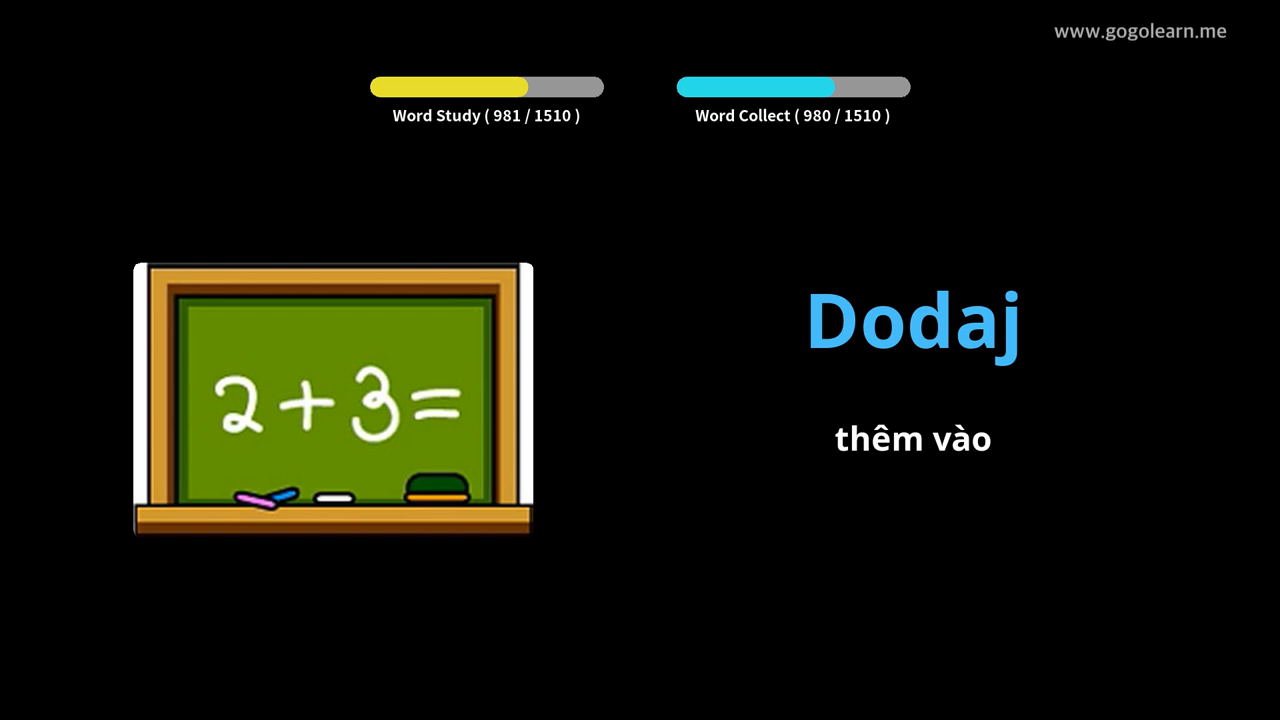 www.gogolearn.me
Word Study ( 981 / 1510 )
Word Collect ( 980 / 1510 )
2 + 3 =
Dodaj
thêm vào